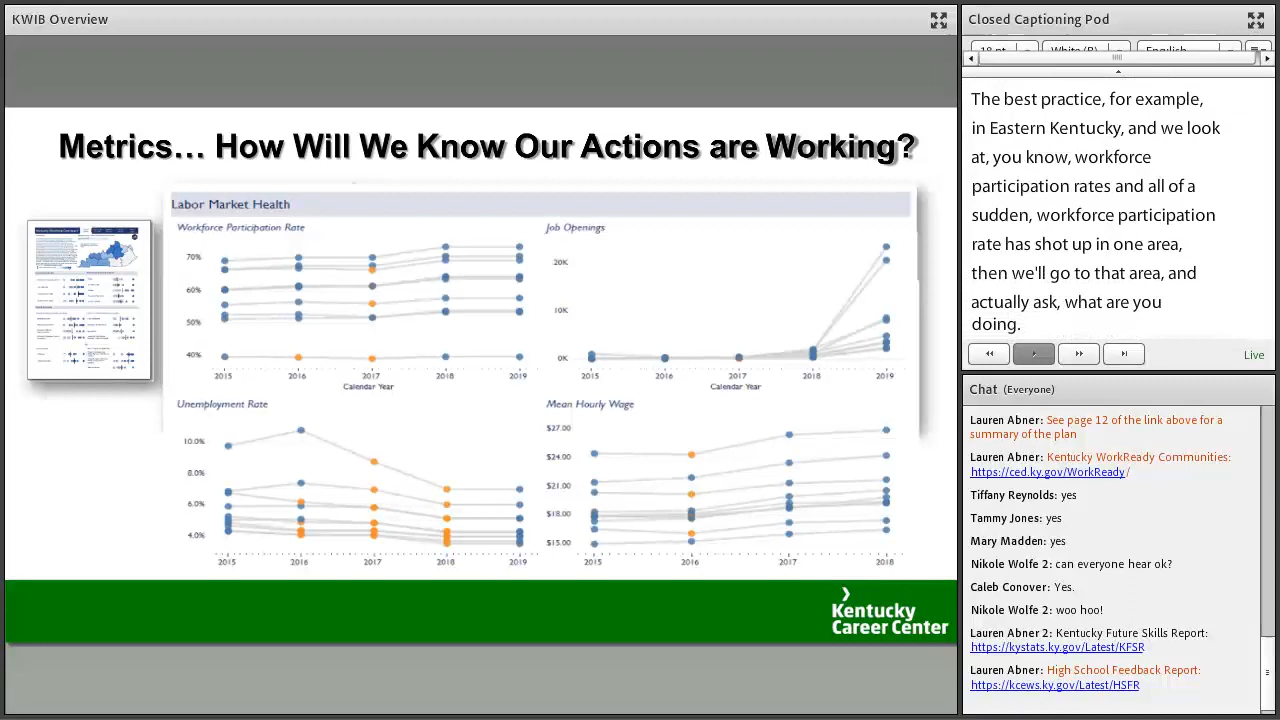 KWIB Overview
Metrics... How Will We Know Our Actions are Working?
Labor Market Health
Workforce Participation Rate
70%
60%
50%
40%
2015 2016 2017 2018 2019
Calendar Year
Job Openings
20K
10K
0K
2015 2016 2017 2018 2019
Calendar Year
Unemployment Rate
10.0%
8.0%
6.0%
4.0%
2015 2016 2017 2018 2019
Mean Hourly Wage
$27.00
$24.00
$21.00
$18.00
$15.00
2015 2016 2017 2018
Kentucky
Career Center
Closed Captioning Pod
18 pt White (B) English
The best practice, for example,
in Eastern Kentucky, and we look
at, you know, workforce
participation rates and all of a
sudden, workforce participation
rate has shot up in one area,
then we'll go to that area, and
actually ask, what are you
doing.
Live
Chat (Everyone)
Lauren Abner: See page 12 of the link above for a
summary of the plan
Lauren Abner: Kentucky WorkReady Communities:
https://ced.ky.gov/WorkReady/
Tiffany Reynolds: yes
Tammy Jones: yes
Mary Madden: yes
Nikole Wolfe 2: can everyone hear ok?
Caleb Conover: Yes.
Nikole Wolfe 2: woo hoo!
Lauren Abner 2: Kentucky Future Skills Report:
https://kystats.ky.gov/Latest/KFSR
Lauren Abner: High School Feedback Report:
https://kcews.ky.gov/Latest/HSFR